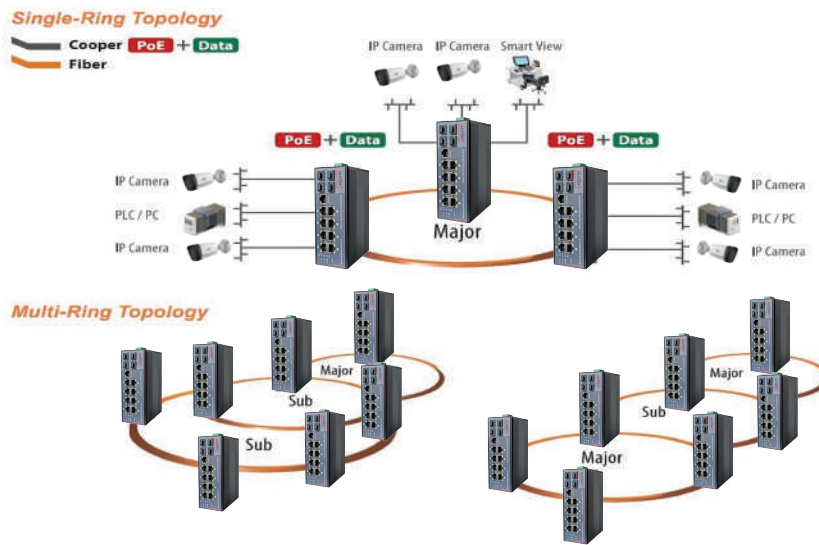 Single-Ring Topology
Cooper PoE + Data
Fiber
IP Camera IP Camera Smart View
PoE + Data PoE + Data
IP Camera IP Camera
PLC / PC PLC / PC
IP Camera IP Camera
Major
Multi-Ring Topology
Major Major
Sub Sub
Sub Major